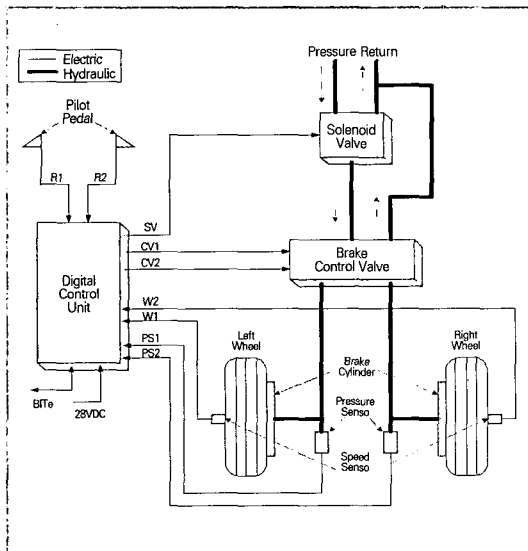 Electric
Hydraulic
Pressure Return
Pilot
Pedal
Solenoid
Valve
R1
R2
SV
CV1
CV2
Brake
Control Valve
Digital
Control
Unit
W2
W1
PS1
PS2
Left
Wheel
Right
Wheel
Brake
Cylinder
Pressure
Senso
Speed
Senso
BITe
28VDC